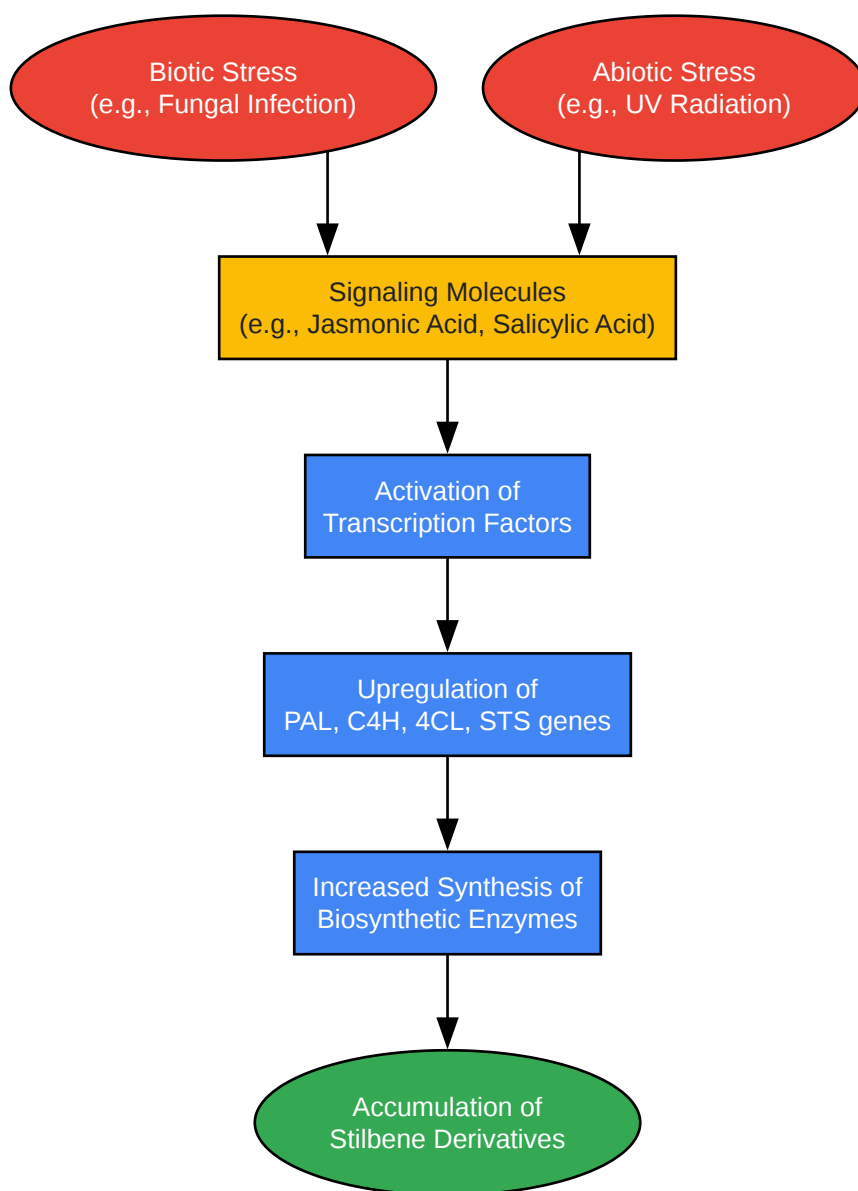 Biotic Stress
(e.g., Fungal Infection)
Abiotic Stress
(e.g., UV Radiation)
Signaling Molecules
(e.g., Jasmonic Acid, Salicylic Acid)
Activation of
Transcription Factors
Upregulation of
PAL, C4H, 4CL, STS genes
Increased Synthesis of
Biosynthetic Enzymes
Accumulation of
Stilbene Derivatives